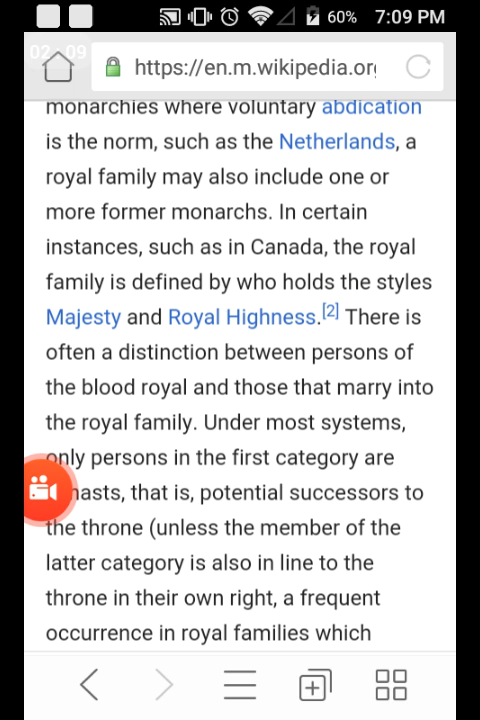 60% 7:09 PM
02 09
https://en.m.wikipedia.or
monarchies where voluntary abdication
is the norm, such as the Netherlands, a
royal family may also include one or
more former monarchs. In certain
instances, such as in Canada, the royal
family is defined by who holds the styles
Majesty and Royal Highness.[2] There is
often a distinction between persons of
the blood royal and those that marry into
the royal family. Under most systems,
only persons in the first category are
nasts, that is, potential successors to
the throne (unless the member of the
latter category is also in line to the
throne in their own right, a frequent
occurrence in royal families which